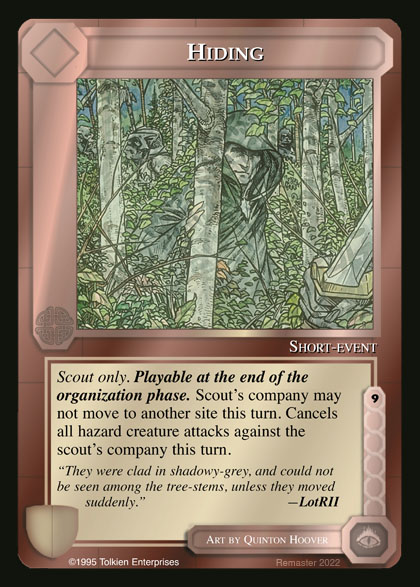 Hiding
Short-event
Scout only. Playable at the end of the
organization phase. Scout's company may
not move to another site this turn. Cancels
all hazard creature attacks against the
scout's company this turn.
9
“They were clad in shadowy-grey, and could not
be seen among the tree-stems, unless they moved
suddenly.” —LotRII
Art by Quinton Hoover
©1995 Tolkien Enterprises Remaster 2022